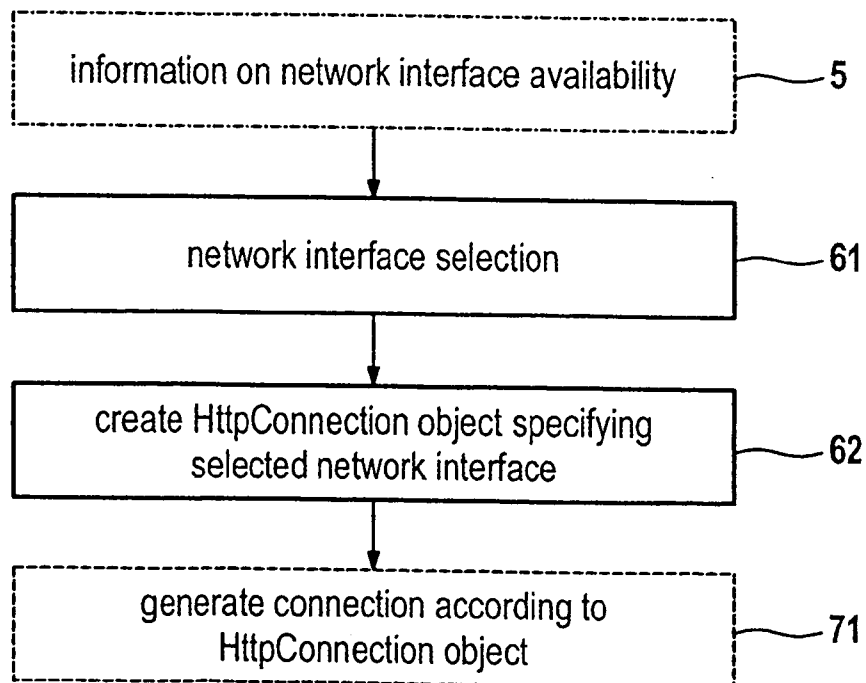 information on network interface availability
5
network interface selection
61
create HttpConnection object specifying
selected network interface
62
generate connection according to
HttpConnection object
71